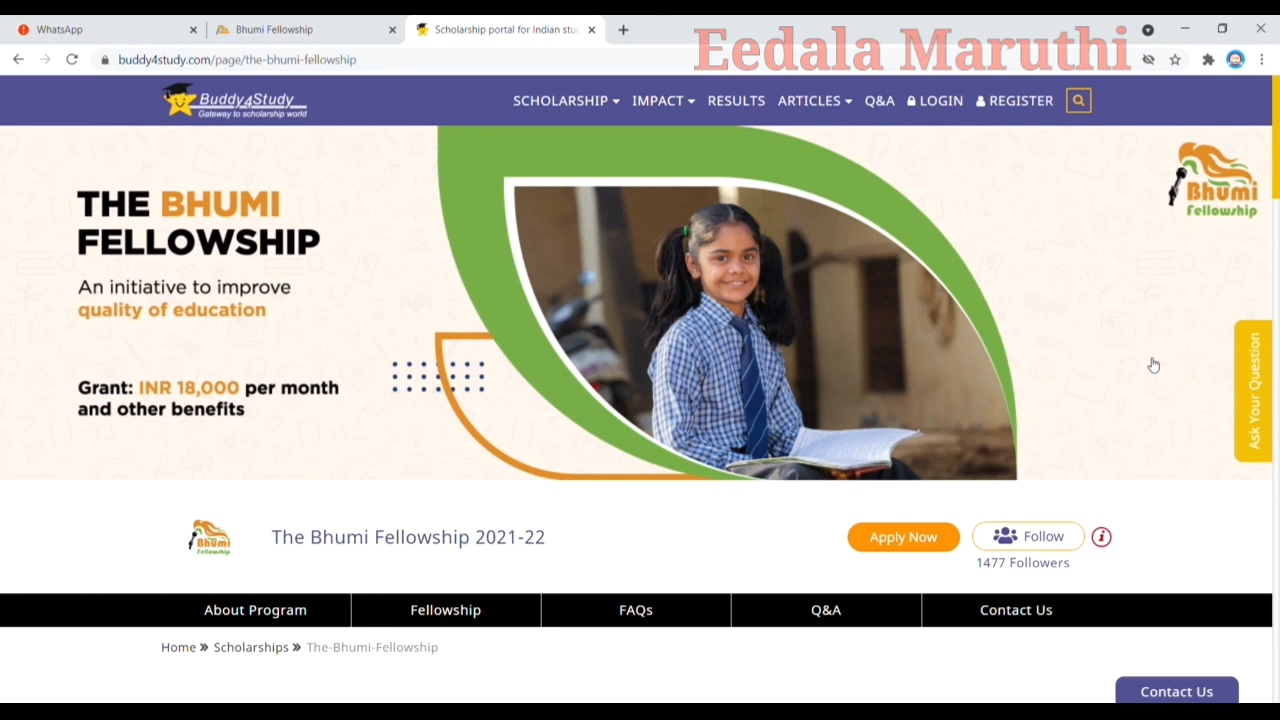 WhatsApp
Bhumi Fellowship
Scholarship portal for Indian stu
Eedala Maruthi
buddy4study.com/page/the-bhumi-fellowship
Buddy4Study
Gateway to scholarship world
SCHOLARSHIP IMPACT RESULTS ARTICLES Q&A LOGIN REGISTER
THE BHUMI
FELLOWSHIP
An initiative to improve
quality of education
Grant: INR 18,000 per month
and other benefits
Bhumi
Fellowship
Ask Your Question
Bhumi
Fellowship
The Bhumi Fellowship 2021-22
Apply Now
Follow
i
1477 Followers
About Program
Fellowship
FAQs
Q&A
Contact Us
Home » Scholarships » The-Bhumi-Fellowship
Contact Us